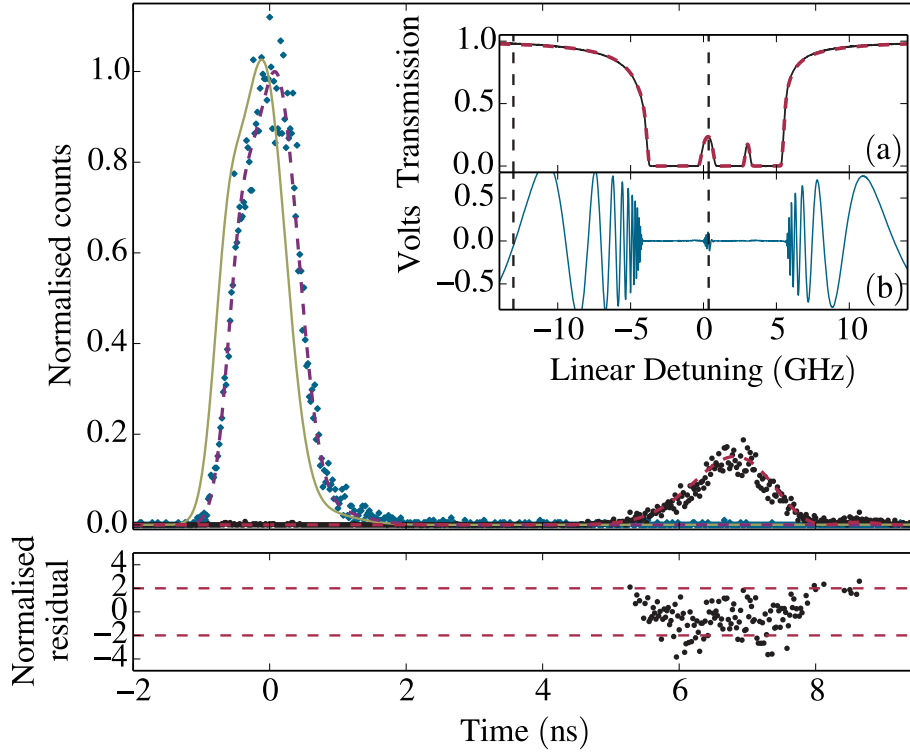 Normalised counts
1.0
0.8
0.6
0.4
0.2
0.0
Transmission
1.0
0.5
0.0
(a)
Volts
0.5
0.0
−0.5
(b)
−10 −5 0 5 10
Linear Detuning (GHz)
Normalised
residual
4
2
0
−2
−4
−2 0 2 4 6 8
Time (ns)